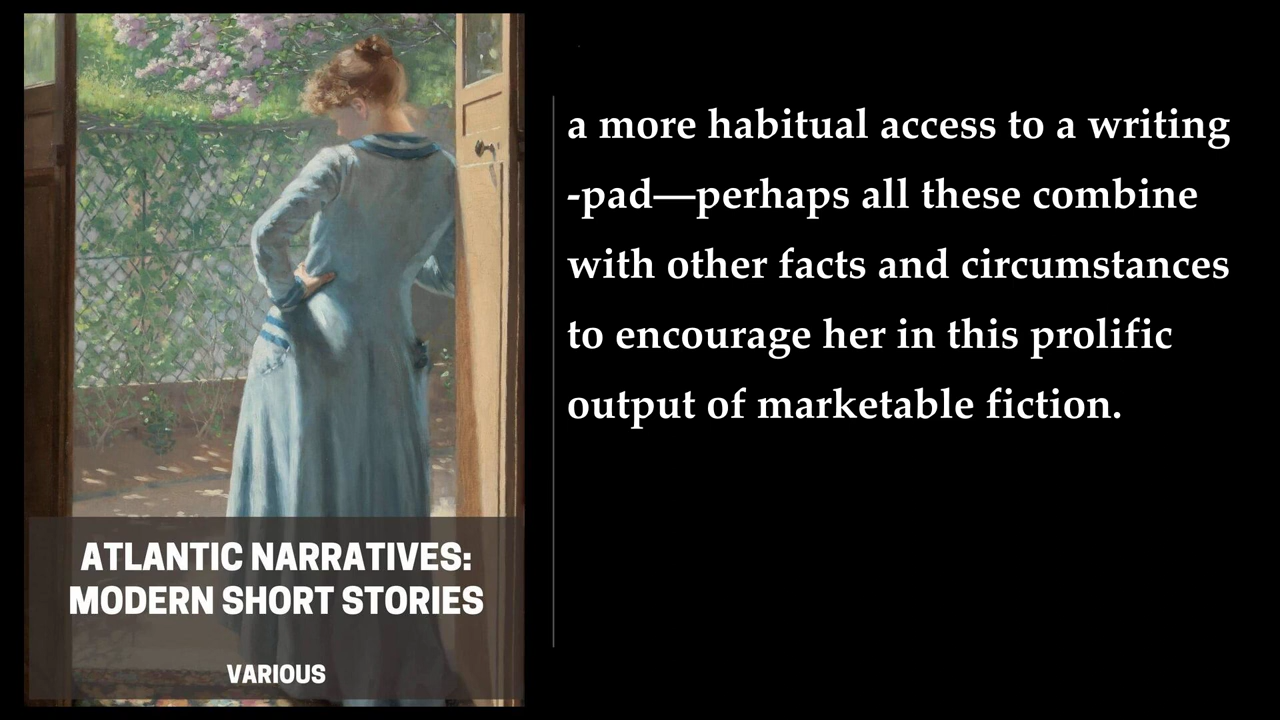 ATLANTIC NARRATIVES:
MODERN SHORT STORIES
VARIOUS
a more habitual access to a writing
-pad—perhaps all these combine
with other facts and circumstances
to encourage her in this prolific
output of marketable fiction.